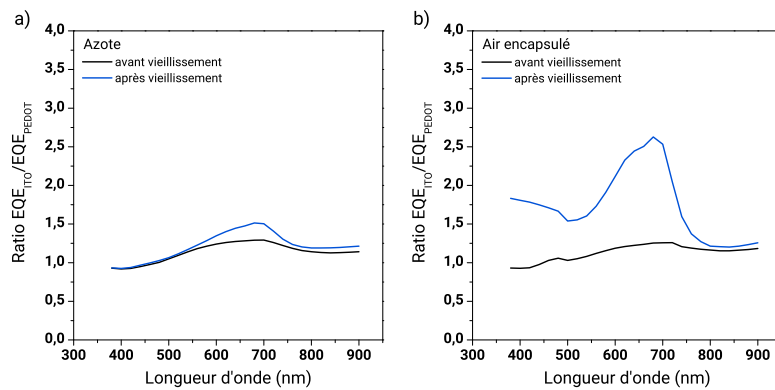 a)
Azote
avant vieillissement
après vieillissement
Ratio EQE_ITO/EQE_PEDOT
4,0
3,5
3,0
2,5
2,0
1,5
1,0
0,5
0,0
300 400 500 600 700 800 900
Longueur d'onde (nm)
b)
Air encapsulé
avant vieillissement
après vieillissement
Ratio EQE_ITO/EQE_PEDOT
4,0
3,5
3,0
2,5
2,0
1,5
1,0
0,5
0,0
300 400 500 600 700 800 900
Longueur d'onde (nm)